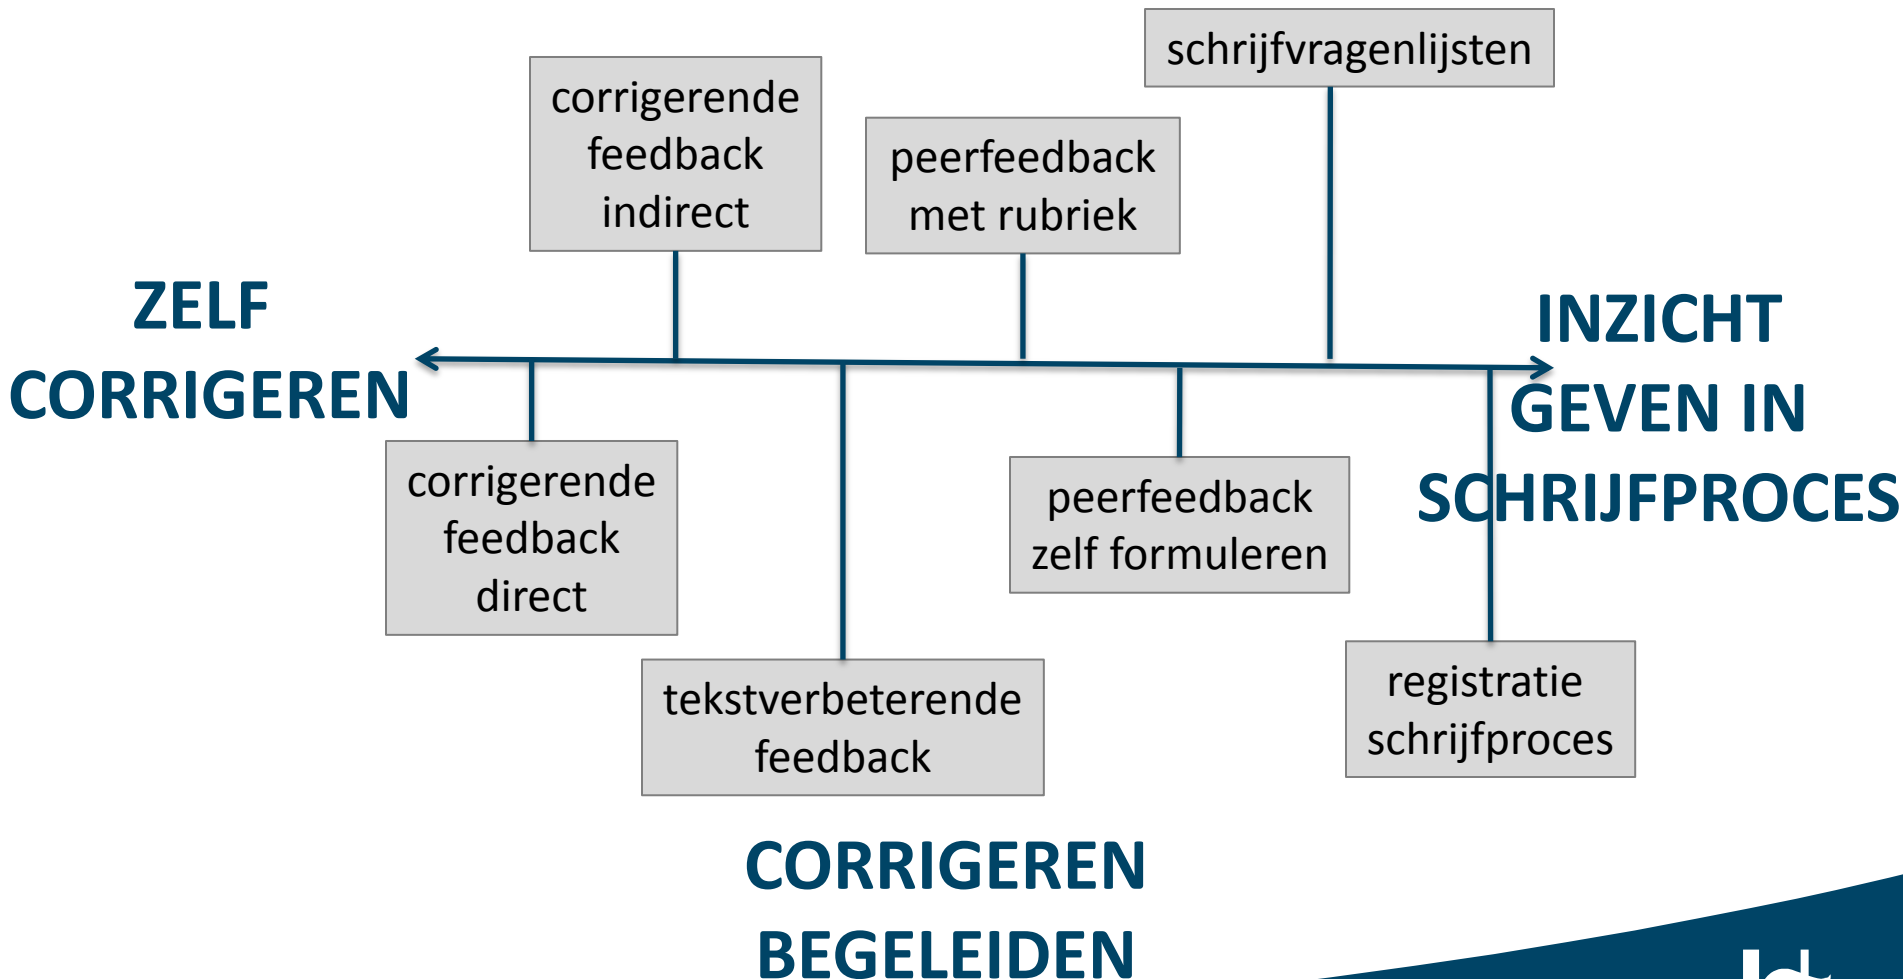 schrijfvragenlijsten
corrigerende
feedback
indirect
peerfeedback
met rubriek
ZELF
CORRIGEREN
INZICHT
GEVEN IN
SCHRIJFPROCES
corrigerende
feedback
direct
peerfeedback
zelf formuleren
tekstverbeterende
feedback
registratie
schrijfproces
CORRIGEREN
BEGELEIDEN